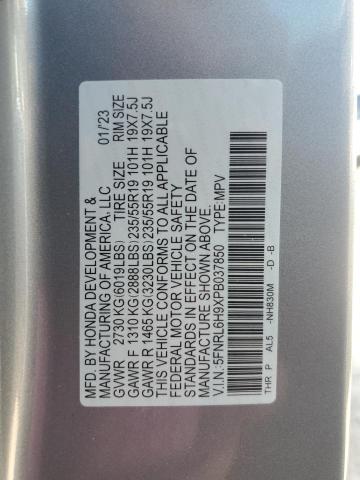 MFD. BY HONDA DEVELOPMENT &
MANUFACTURING OF AMERICA, LLC 01/'23
GVWR 2730 KG(6019LBS) TIRE SIZE RIM SIZE
GAWR F 1310 KG(2888LBS) 235/55R19 101H 19X7.5J
GAWR R 1465 KG(3230LBS) 235/55R19 101H 19X7.5J
THIS VEHICLE CONFORMS TO ALL APPLICABLE
FEDERAL MOTOR VEHICLE SAFETY
STANDARDS IN EFFECT ON THE DATE OF
MANUFACTURE SHOWN ABOVE.
V.I.N.:5FNRL6H9XPB037850 TYPE:MPV
THR P AL5 -NH830M -D -B